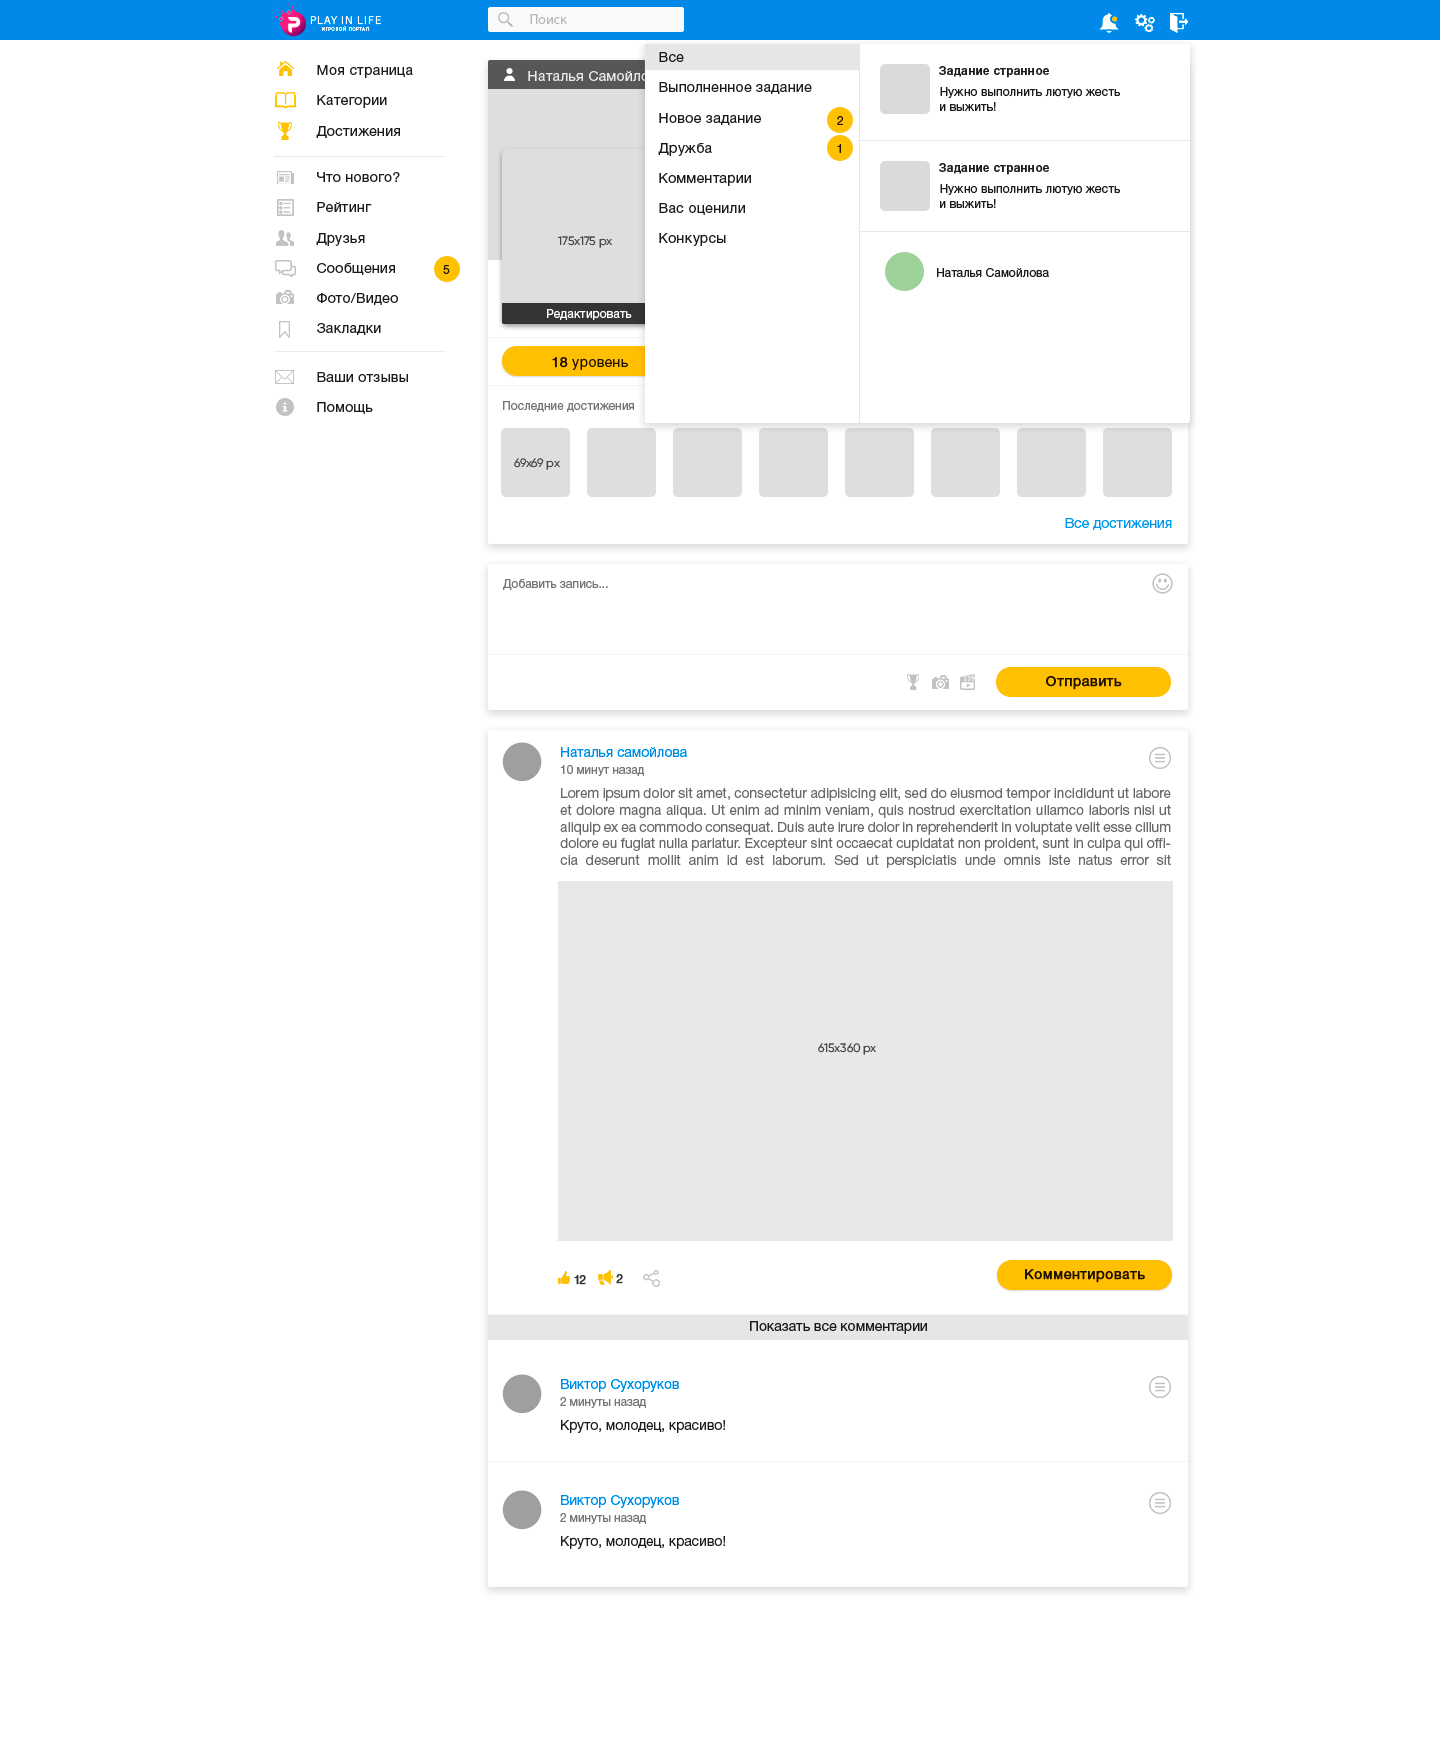 PLAY IN LIFE
ИГРОВОЙ ПОРТАЛ
Поиск
Моя страница
Категории
Достижения
Что нового?
Рейтинг
Друзья
Сообщения
5
Фото/Видео
Закладки
Ваши отзывы
Помощь
Наталья Самойло
175x175 px
Редактировать
18 уровень
Последние достижения
Все
Выполненное задание
Новое задание
2
Дружба
1
Комментарии
Вас оценили
Конкурсы
Задание странное
Нужно выполнить лютую жесть
и выжить!
Задание странное
Нужно выполнить лютую жесть
и выжить!
Наталья Самойлова
69x69 px
Все достижения
Добавить запись...
Отправить
Наталья самойлова
10 минут назад
Lorem ipsum dolor sit amet, consectetur adipisicing elit, sed do eiusmod tempor incididunt ut labore
et dolore magna aliqua. Ut enim ad minim veniam, quis nostrud exercitation ullamco laboris nisi ut
aliquip ex ea commodo consequat. Duis aute irure dolor in reprehenderit in voluptate velit esse cillum
dolore eu fugiat nulla pariatur. Excepteur sint occaecat cupidatat non proident, sunt in culpa qui offi-
cia deserunt mollit anim id est laborum. Sed ut perspiciatis unde omnis iste natus error sit
615x360 px
12
2
Комментировать
Показать все комментарии
Виктор Сухоруков
2 минуты назад
Круто, молодец, красиво!
Виктор Сухоруков
2 минуты назад
Круто, молодец, красиво!